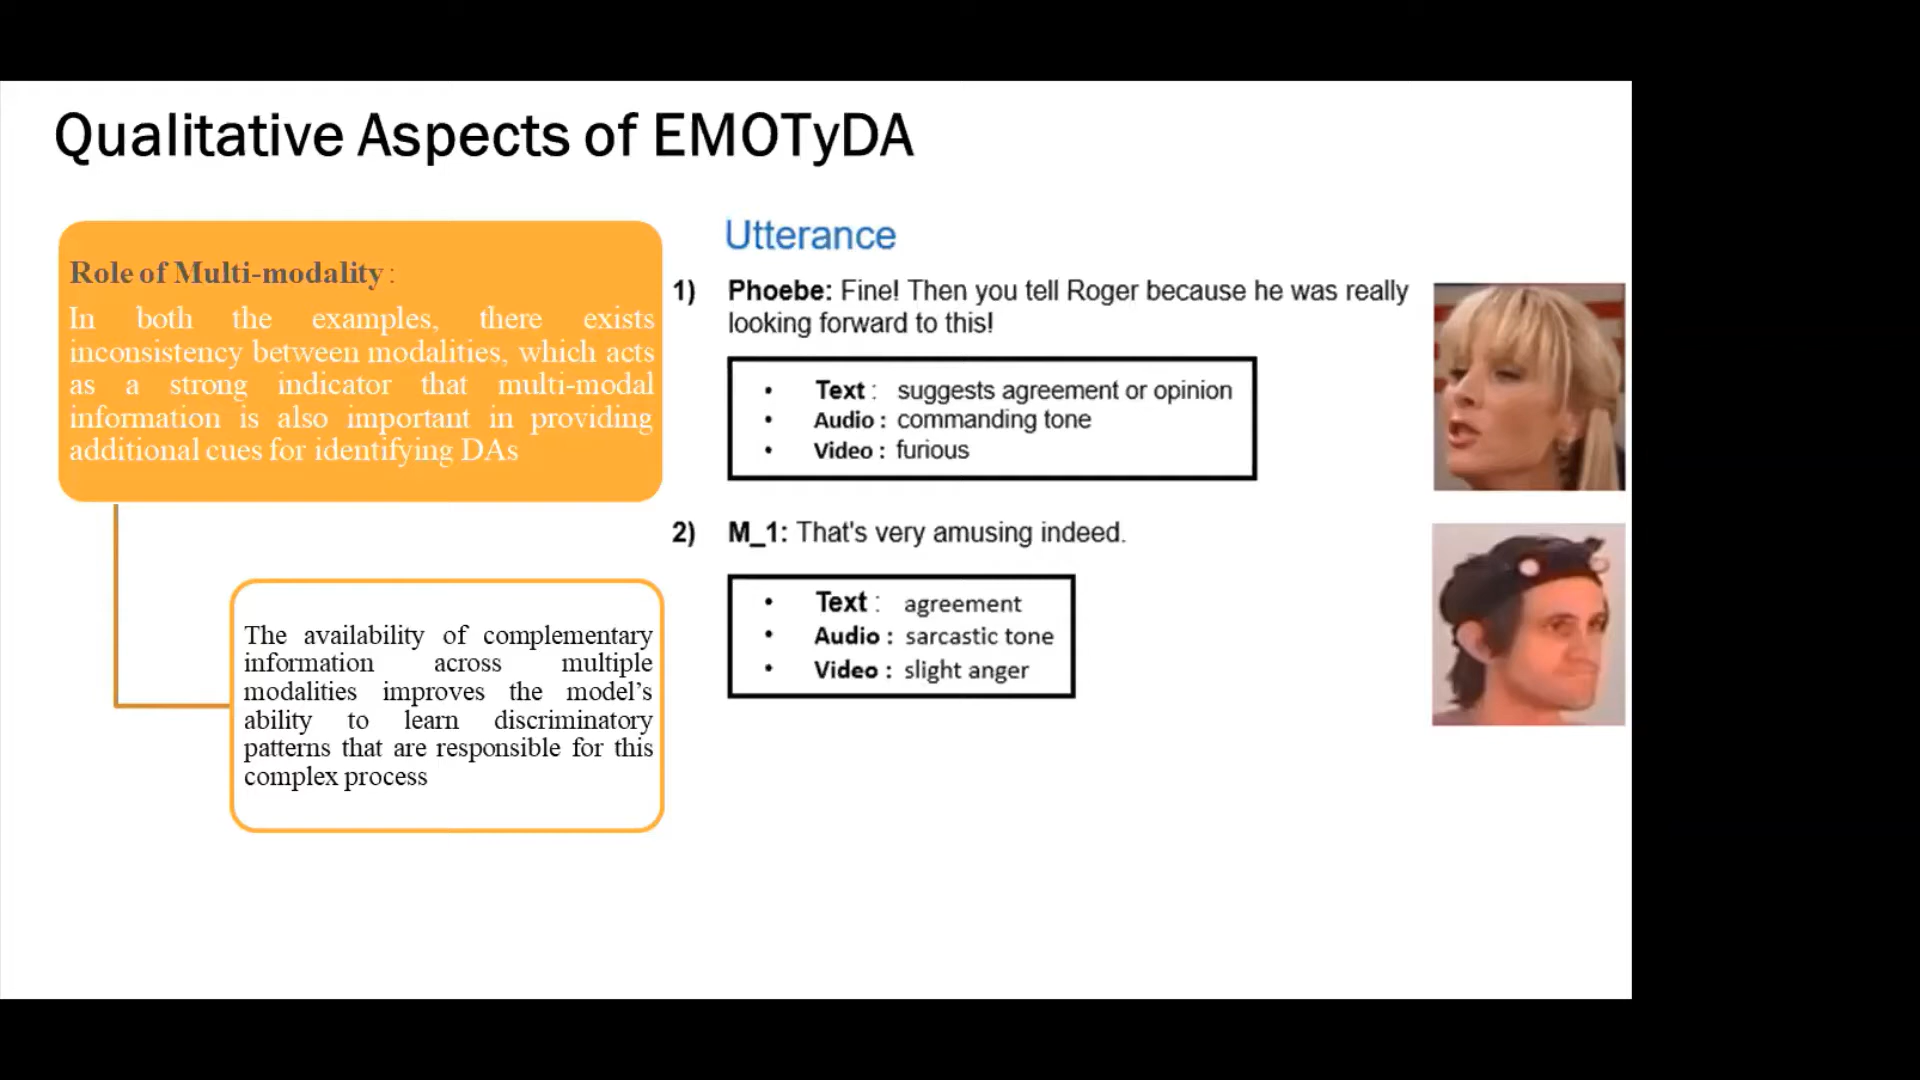 Qualitative Aspects of EMOTyDA
Role of Multi-modality :
In both the examples, there exists
inconsistency between modalities, which acts
as a strong indicator that multi-modal
information is also important in providing
additional cues for identifying DAs
The availability of complementary
information across multiple
modalities improves the model’s
ability to learn discriminatory
patterns that are responsible for this
complex process
Utterance
1) Phoebe: Fine! Then you tell Roger because he was really
looking forward to this!
• Text : suggests agreement or opinion
• Audio : commanding tone
• Video : furious
2) M_1: That's very amusing indeed.
• Text : agreement
• Audio : sarcastic tone
• Video : slight anger